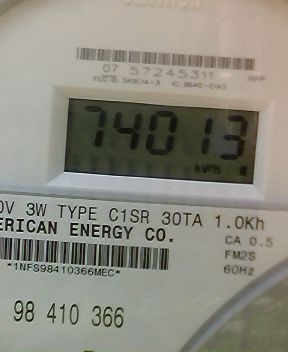 07 57245311
74013
kWh
0V 3W TYPE C1SR 30TA 1.0Kh
ERICAN ENERGY CO.
CA 0.5
FM2S
*1NFS98410366MEC*
60Hz
98 410 366